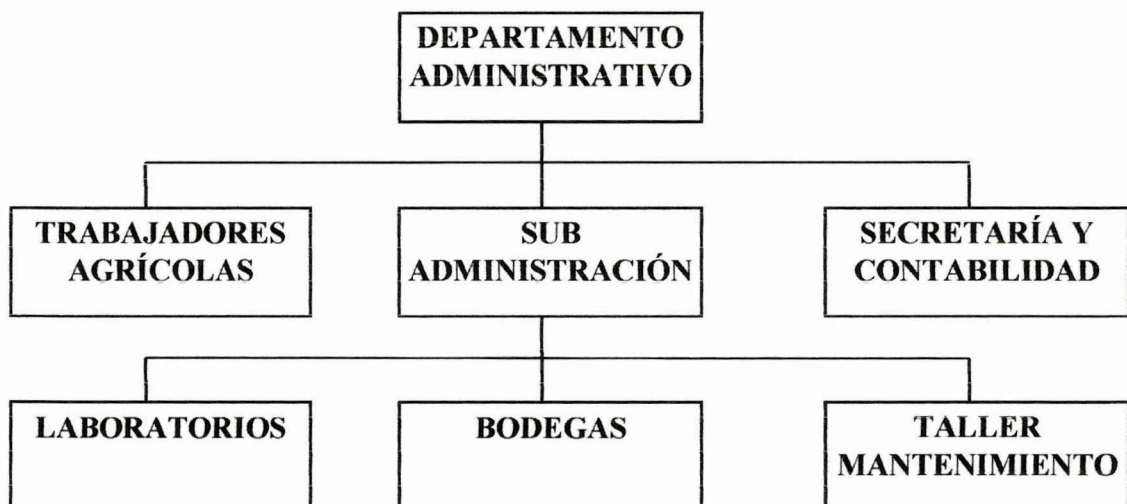 DEPARTAMENTO
ADMINISTRATIVO
TRABAJADORES
AGRÍCOLAS
SUB
ADMINISTRACIÓN
SECRETARÍA Y
CONTABILIDAD
LABORATORIOS
BODEGAS
TALLER
MANTENIMIENTO